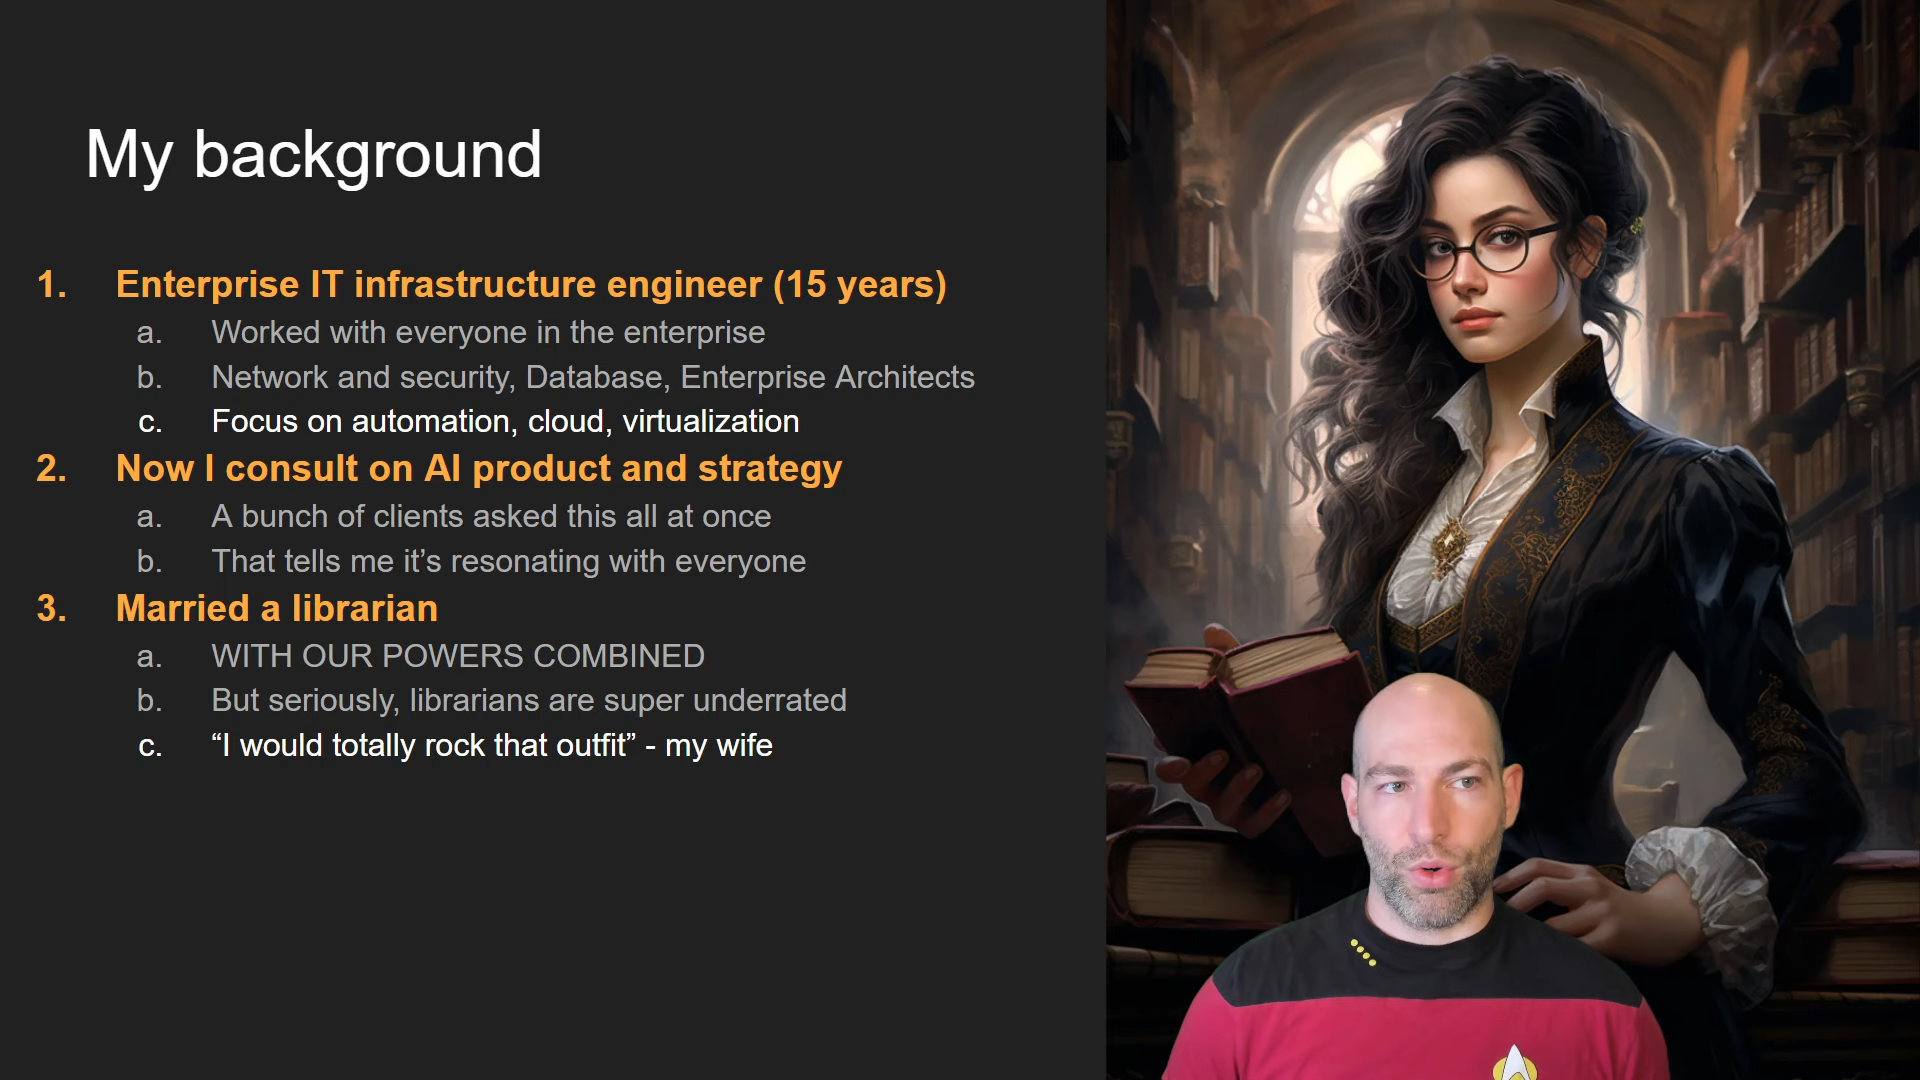 My background
1. Enterprise IT infrastructure engineer (15 years)
a. Worked with everyone in the enterprise
b. Network and security, Database, Enterprise Architects
c. Focus on automation, cloud, virtualization
2. Now I consult on AI product and strategy
a. A bunch of clients asked this all at once
b. That tells me it’s resonating with everyone
3. Married a librarian
a. WITH OUR POWERS COMBINED
b. But seriously, librarians are super underrated
c. “I would totally rock that outfit” - my wife